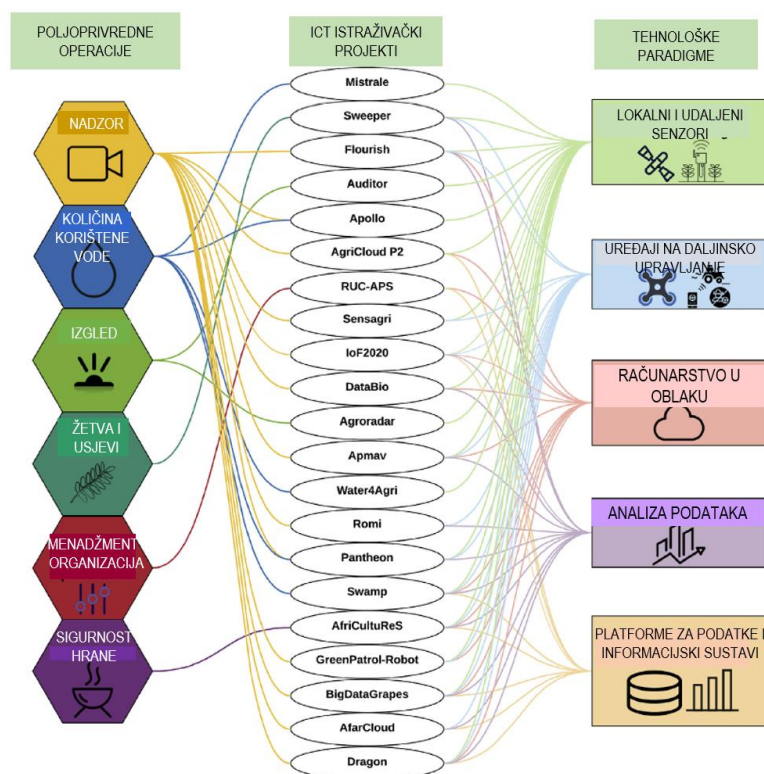 POLJOPRIVREDNE
OPERACIJE
ICT ISTRAŽIVAČKI
PROJEKTI
TEHNOLOŠKE
PARADIGME
NADZOR
KOLIČINA
KORIŠTENE
VODE
IZGLED
ŽETVA I
USJEVI
MENADŽMENT
ORGANIZACIJA
SIGURNOST
HRANE
Mistrale
Sweeper
Flourish
Auditor
Apollo
AgriCloud P2
RUC-APS
Sensagri
IoF2020
DataBio
Agroradar
Apmav
Water4Agri
Romi
Pantheon
Swamp
AfriCultuReS
GreenPatrol-Robot
BigDataGrapes
AfarCloud
Dragon
LOKALNI I UDALJENI
SENZORI
UREĐAJI NA DALJINSKO
UPRAVLJANJE
RAČUNARSTVO U
OBLAKU
ANALIZA PODATAKA
PLATFORME ZA PODATKE I
INFORMACIJSKI SUSTAVI